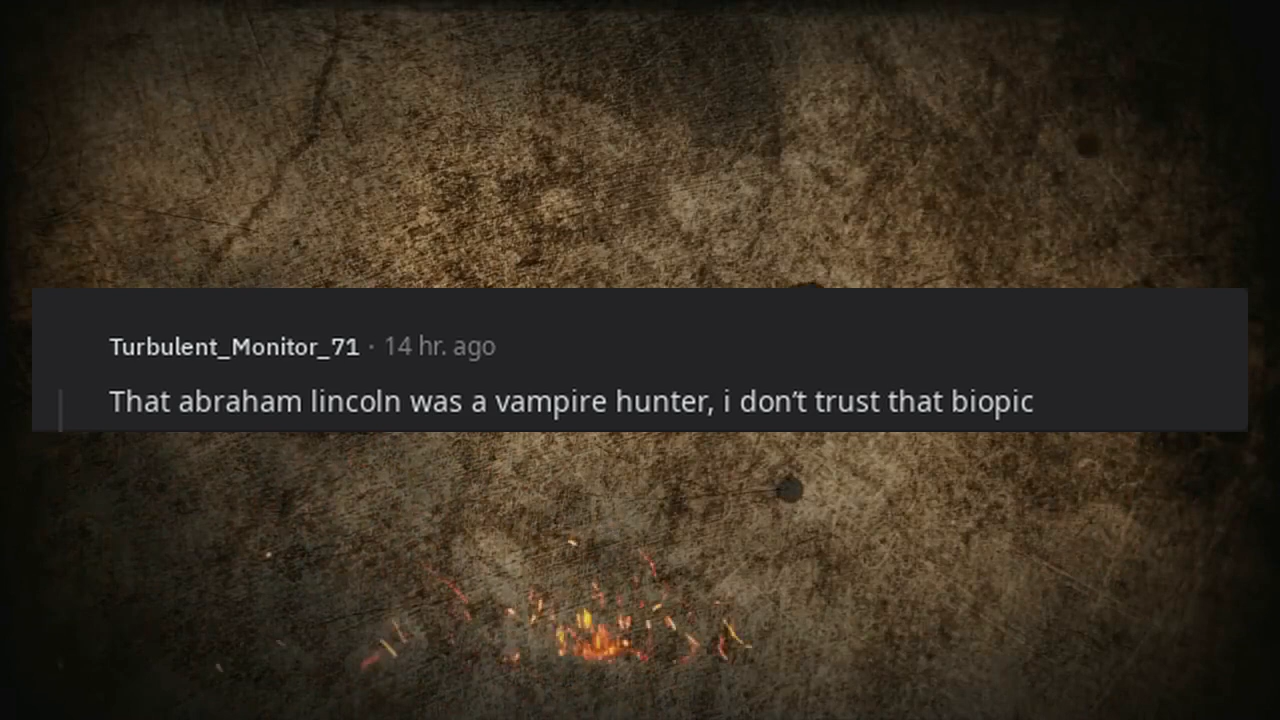 Turbulent_Monitor_71 · 14 hr. ago
That abraham lincoln was a vampire hunter, i don’t trust that biopic